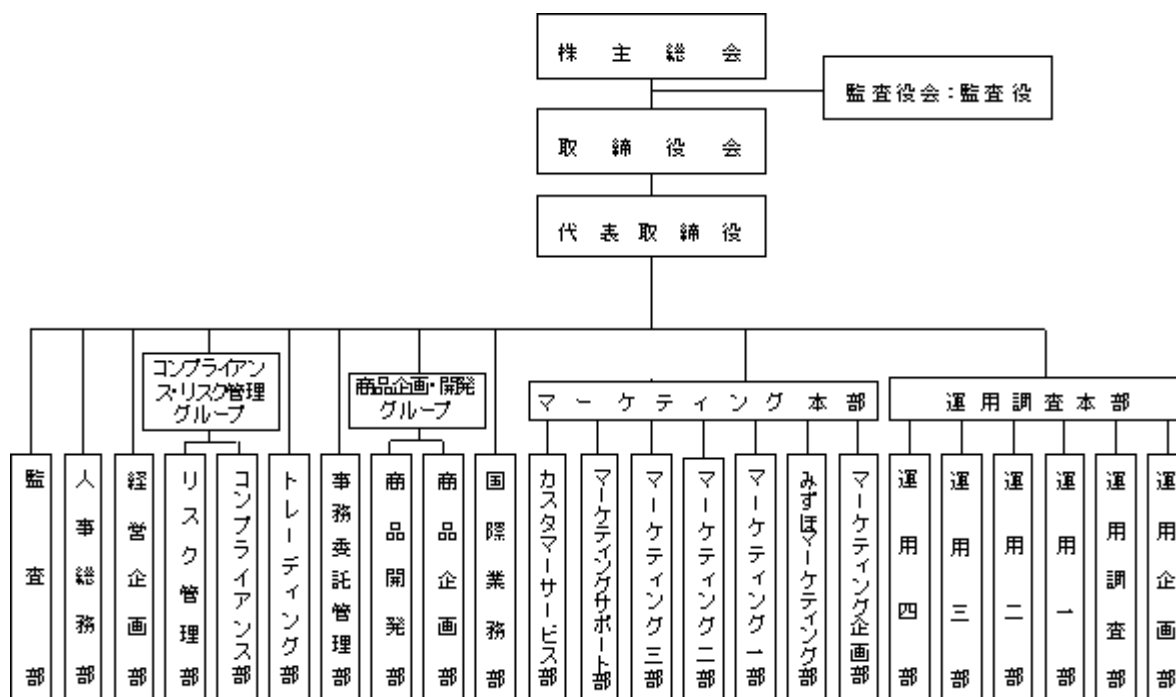 株主総会
監査役会:監査役
取締役会
代表取締役
コンプライアン
ス・リスク管理
グループ
商品企画・開発
グループ
マーケティング本部
運用調査本部
監査部
人事総務部
経営企画部
リスク管理部
コンプライアンス部
トレーディング部
事務委託管理部
商品開発部
商品企画部
国際業務部
カスタマーサービス部
マーケティングサポート部
マーケティング三部
マーケティング二部
マーケティング一部
みずほマーケティング部
マーケティング企画部
運用四部
運用三部
運用二部
運用一部
運用調査部
運用企画部